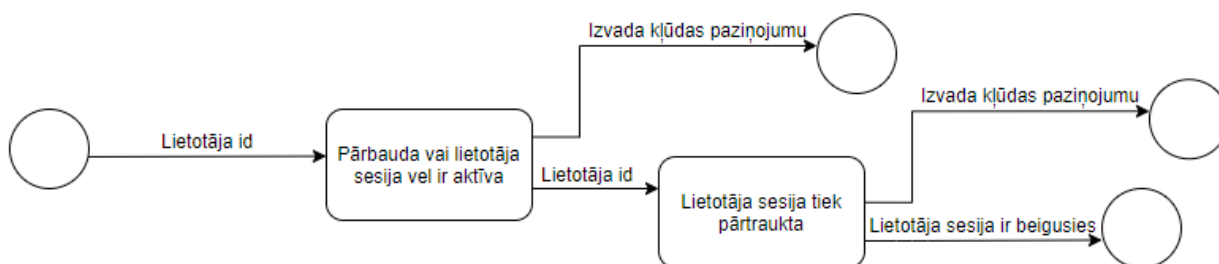 Izvada kļūdas paziņojumu
Izvada kļūdas paziņojumu
Lietotāja id
Pārbauda vai lietotāja
sesija vel ir aktīva
Lietotāja id
Lietotāja sesija tiek
pārtraukta
Lietotāja sesija ir beigusies